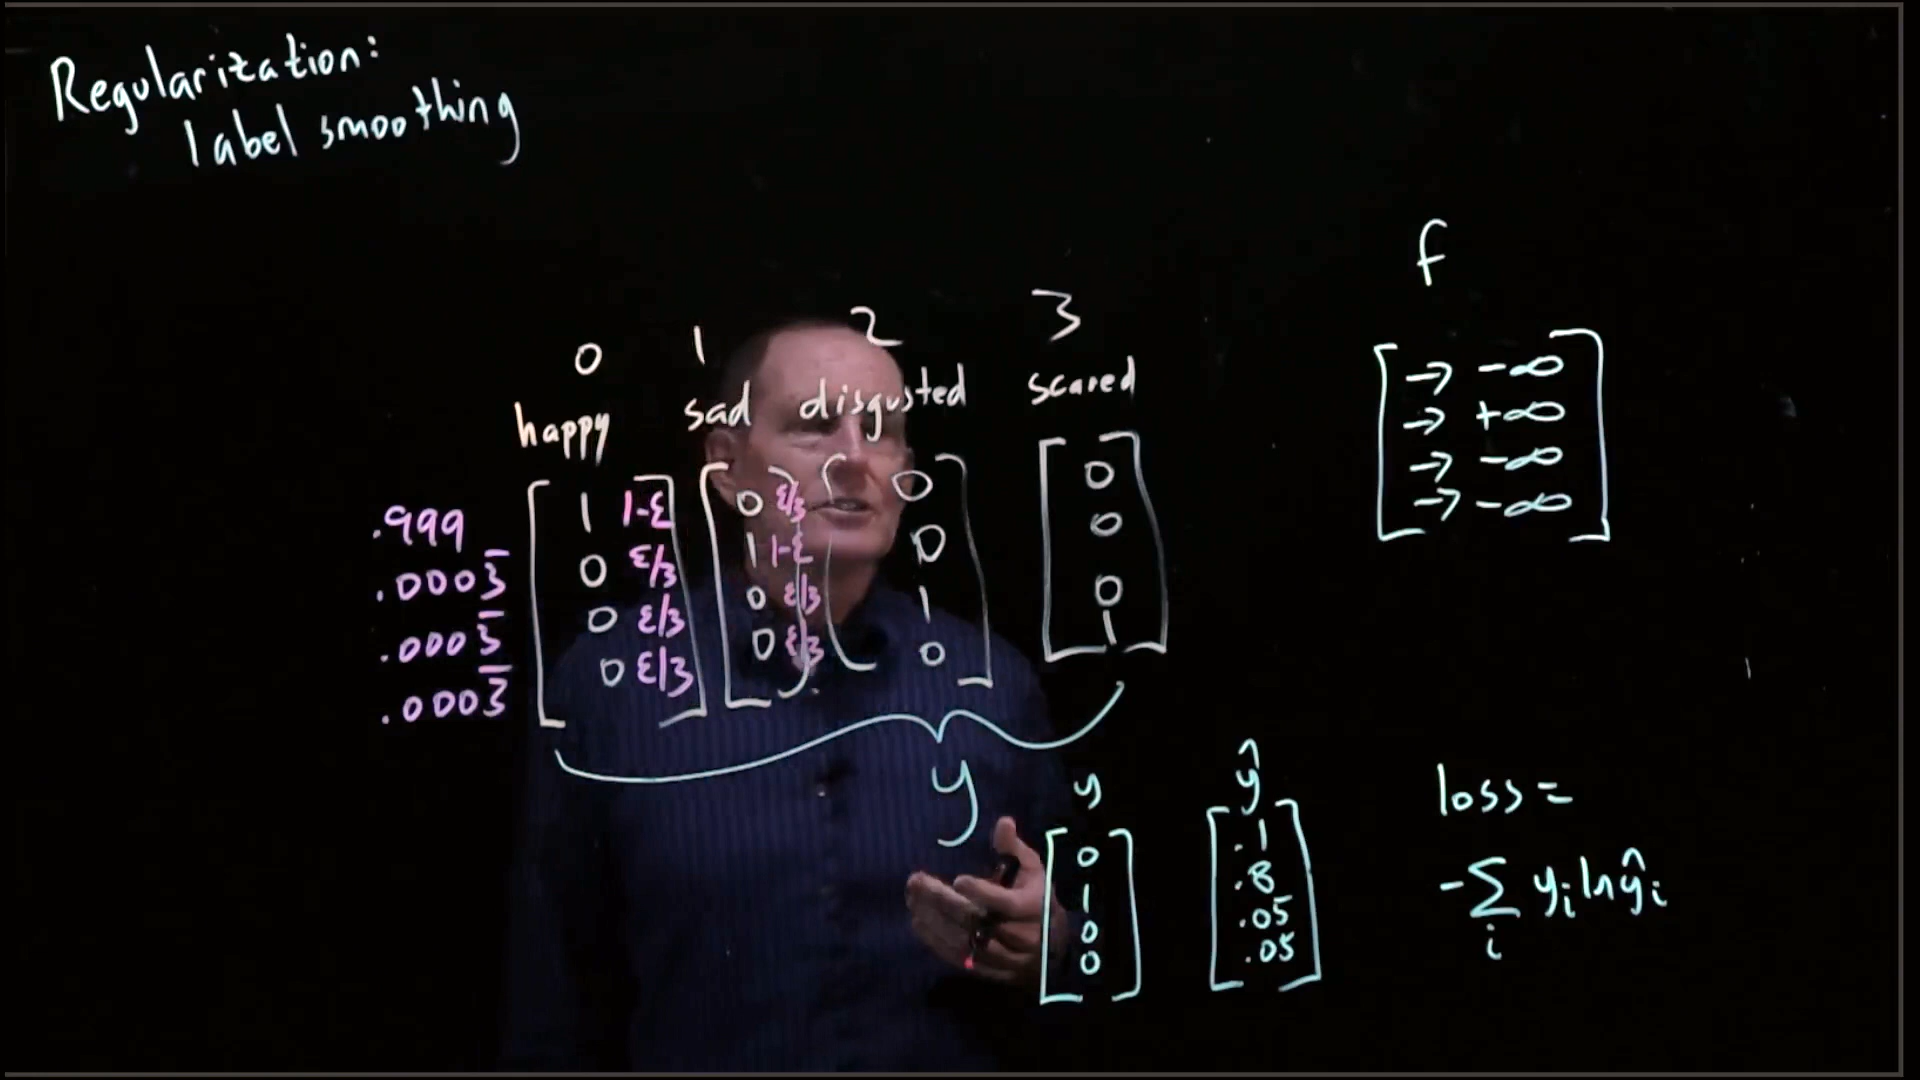 Regularization:
label smoothing
f
0 1 2 3
happy sad disgusted scared
→ -∞
→ +∞
→ -∞
→ -∞
.999
.0003̅
.0003̅
.0003̅
1 1-ε
0 ε/3
0 ε/3
0 ε/3
0 ε/3
1 1-ε
0 ε/3
0 ε/3
0
0
1
0
0
0
0
1
y
y
0
1
0
0
ŷ
.1
.8
.05
.05
loss =
-∑ yᵢ ln ŷᵢ
i